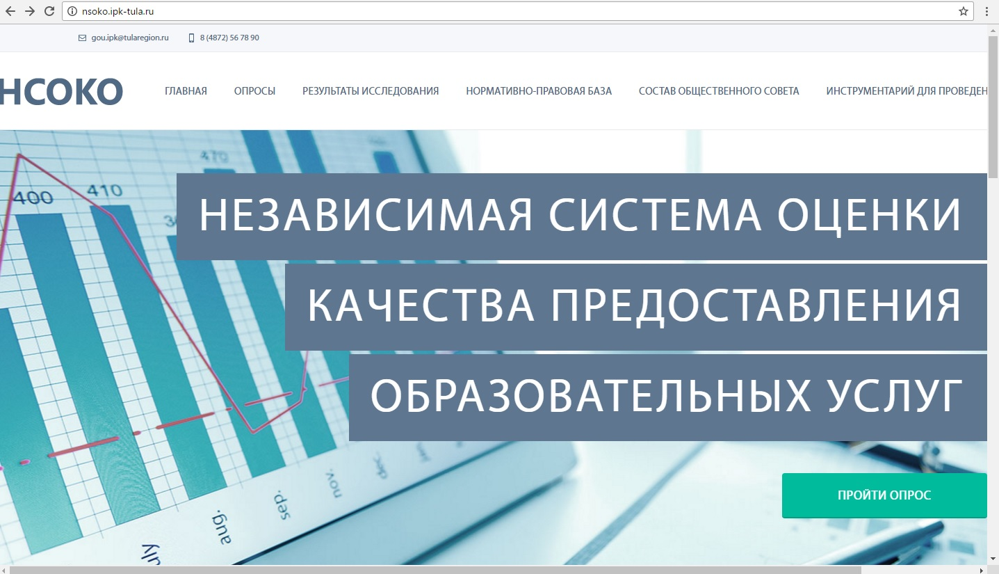 nsoko.ipk-tula.ru
gou.ipk@tularegion.ru 8 (4872) 56 78 90
НСОКО ГЛАВНАЯ ОПРОСЫ РЕЗУЛЬТАТЫ ИССЛЕДОВАНИЯ НОРМАТИВНО-ПРАВОВАЯ БАЗА СОСТАВ ОБЩЕСТВЕННОГО СОВЕТА ИНСТРУМЕНТАРИЙ ДЛЯ ПРОВЕДЕН
470
400 410
НЕЗАВИСИМАЯ СИСТЕМА ОЦЕНКИ
КАЧЕСТВА ПРЕДОСТАВЛЕНИЯ
ОБРАЗОВАТЕЛЬНЫХ УСЛУГ
uly aug. sep. nov. dec.
ПРОЙТИ ОПРОС